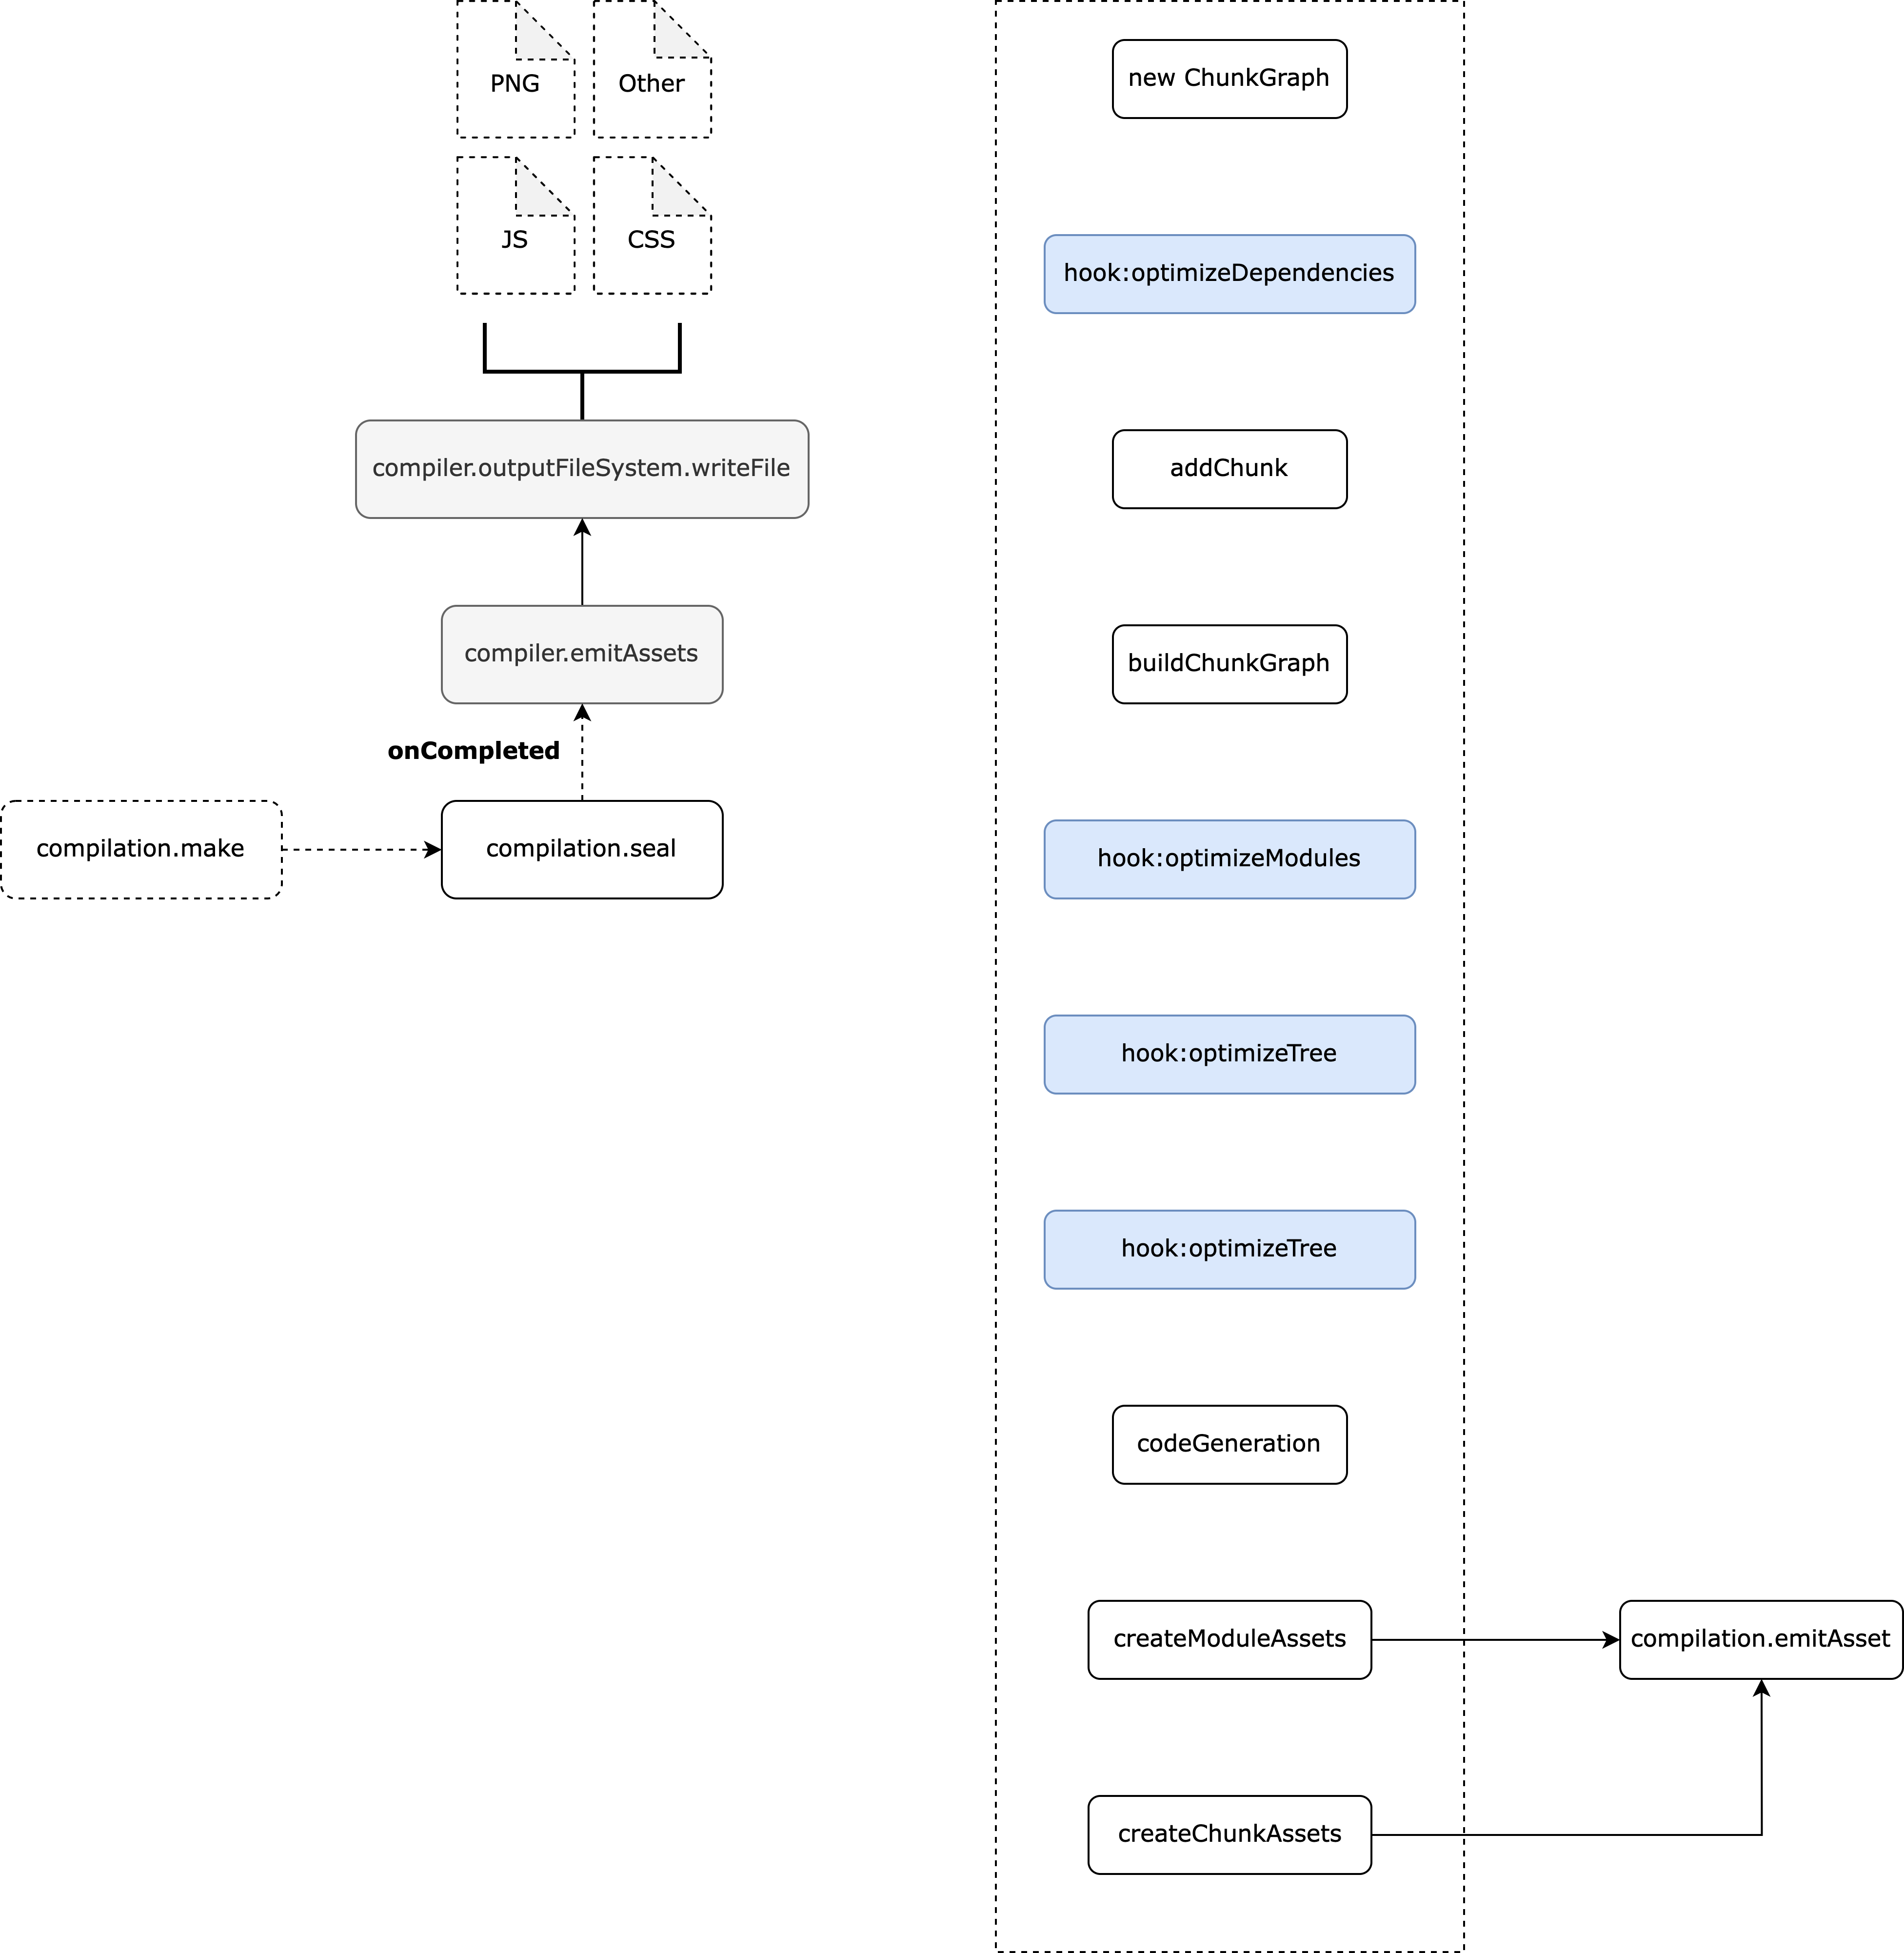 PNG
Other
JS
CSS
compiler.outputFileSystem.writeFile
compiler.emitAssets
onCompleted
compilation.make
compilation.seal
new ChunkGraph
hook:optimizeDependencies
addChunk
buildChunkGraph
hook:optimizeModules
hook:optimizeTree
hook:optimizeTree
codeGeneration
createModuleAssets
compilation.emitAsset
createChunkAssets